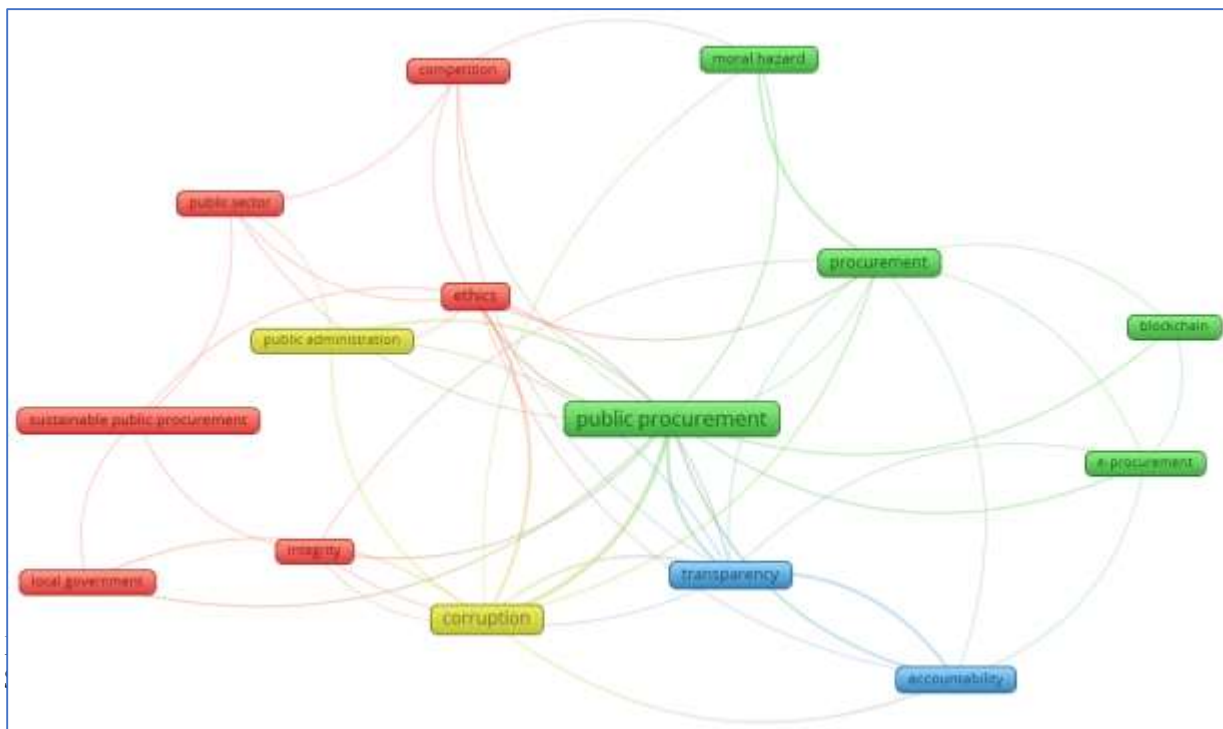 moral hazard
competition
public sector
procurement
ethics
blockchain
public administration
public procurement
sustainable public procurement
e-procurement
integrity
transparency
local government
corruption
accountability